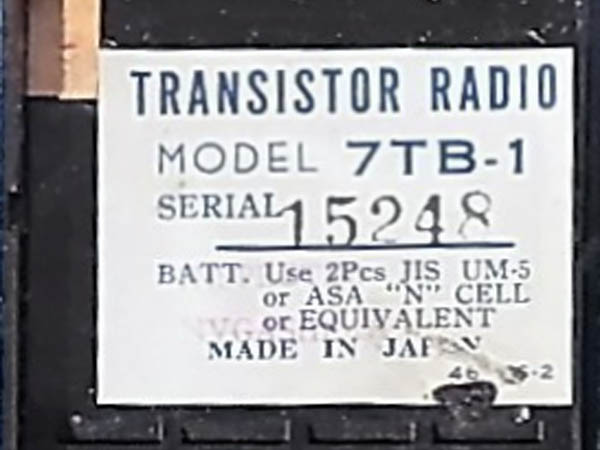 TRANSISTOR RADIO
MODEL 7TB-1
SERIAL 15248
BATT. Use 2Pcs JIS UM-5
or ASA "N" CELL
or EQUIVALENT
MADE IN JAPAN